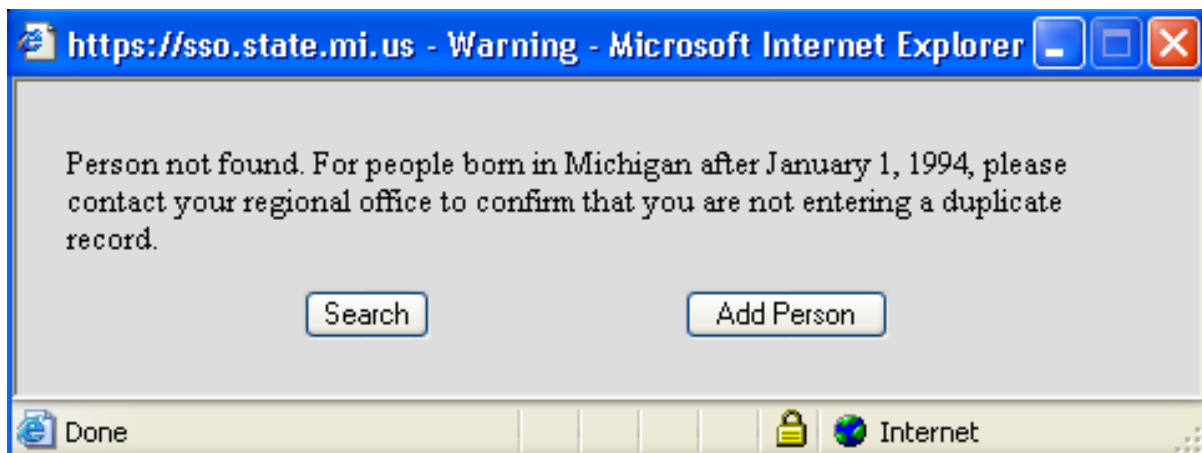 https://sso.state.mi.us - Warning - Microsoft Internet Explorer
Person not found. For people born in Michigan after January 1, 1994, please
contact your regional office to confirm that you are not entering a duplicate
record.
Search Add Person
Done Internet